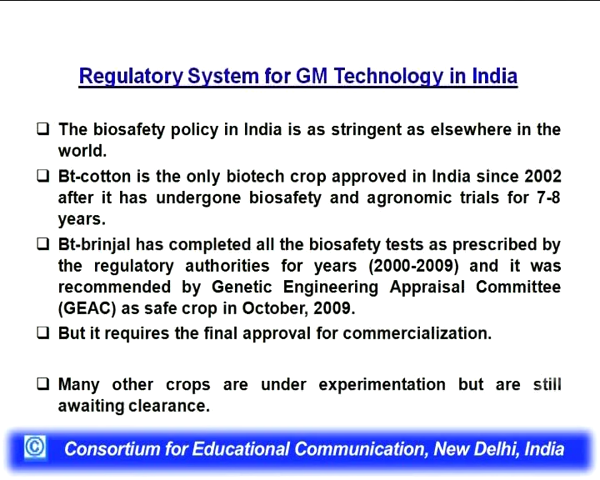 Regulatory System for GM Technology in India
❑ The biosafety policy in India is as stringent as elsewhere in the
world.
❑ Bt-cotton is the only biotech crop approved in India since 2002
after it has undergone biosafety and agronomic trials for 7-8
years.
❑ Bt-brinjal has completed all the biosafety tests as prescribed by
the regulatory authorities for years (2000-2009) and it was
recommended by Genetic Engineering Appraisal Committee
(GEAC) as safe crop in October, 2009.
❑ But it requires the final approval for commercialization.
❑ Many other crops are under experimentation but are still
awaiting clearance.
© Consortium for Educational Communication, New Delhi, India